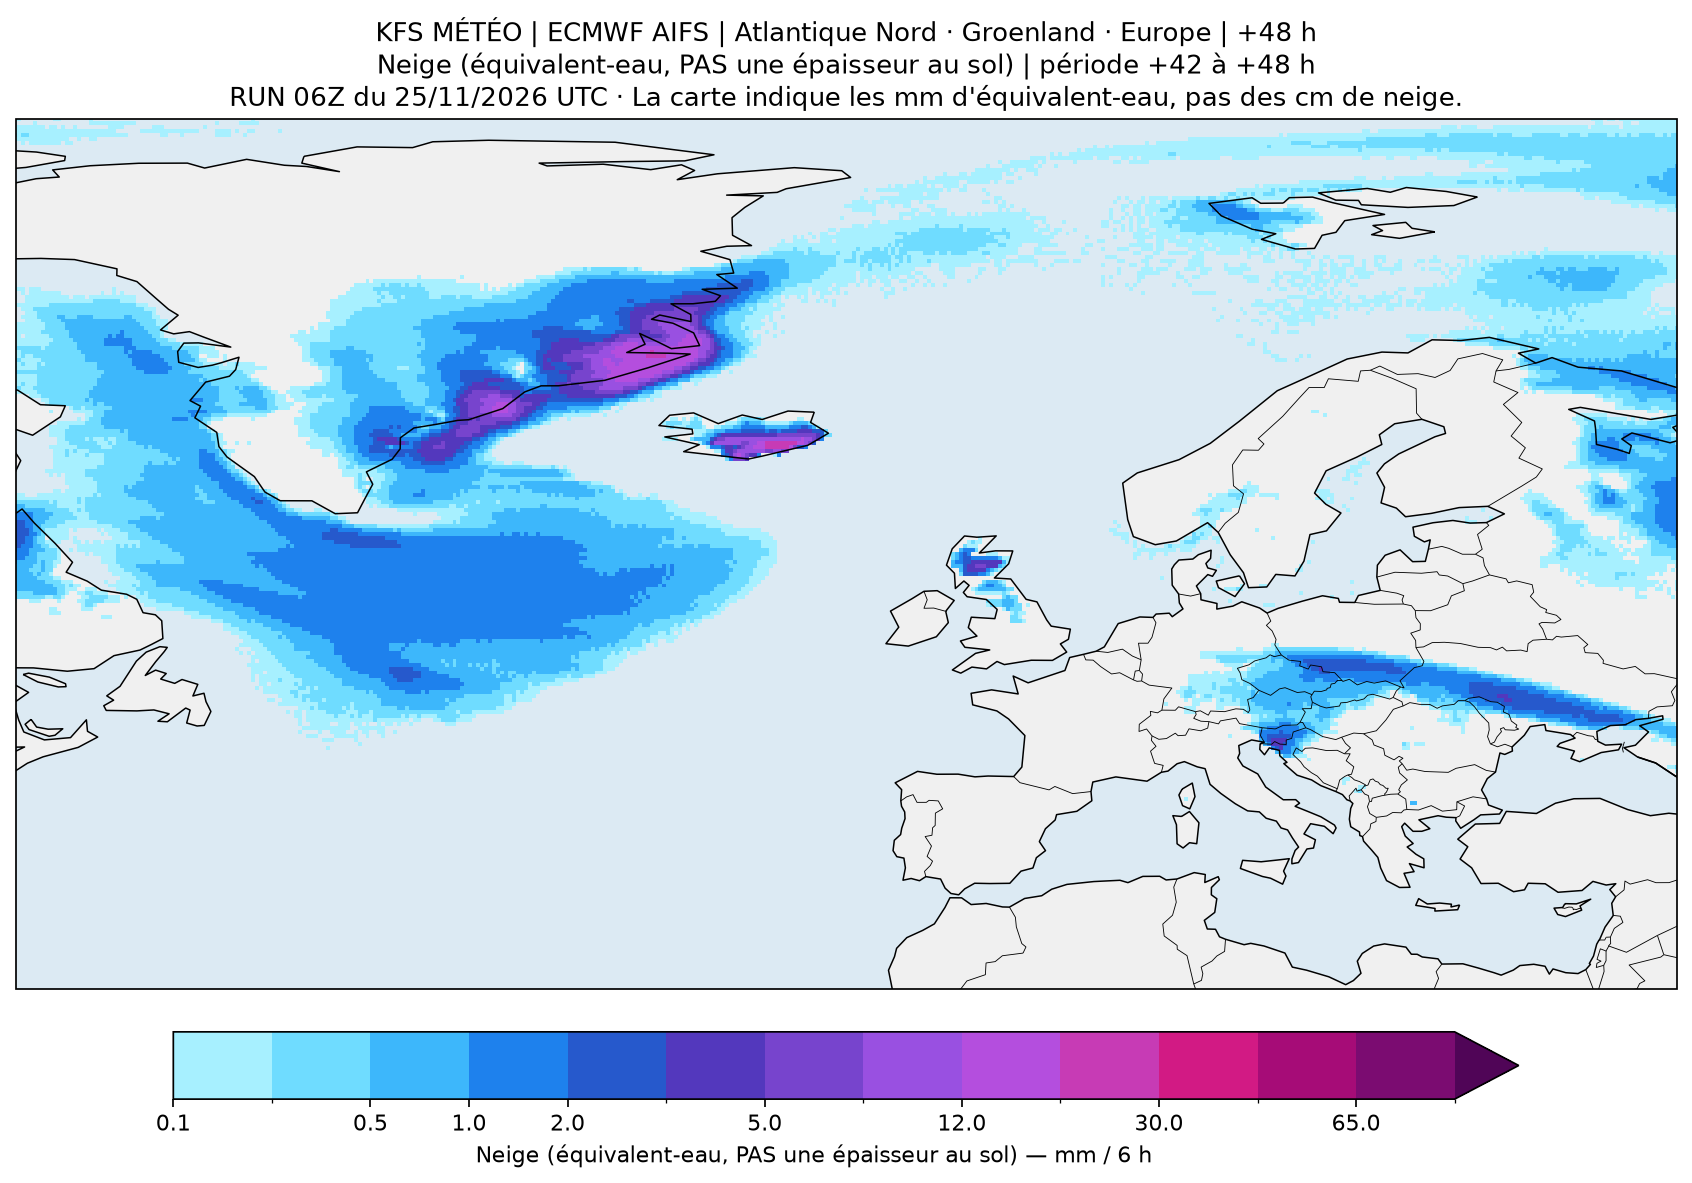 KFS MÉTÉO | ECMWF AIFS | Atlantique Nord · Groenland · Europe | +48 h
Neige (équivalent-eau, PAS une épaisseur au sol) | période +42 à +48 h
RUN 06Z du 25/11/2026 UTC · La carte indique les mm d'équivalent-eau, pas des cm de neige.
0.1 0.5 1.0 2.0 5.0 12.0 30.0 65.0
Neige (équivalent-eau, PAS une épaisseur au sol) — mm / 6 h